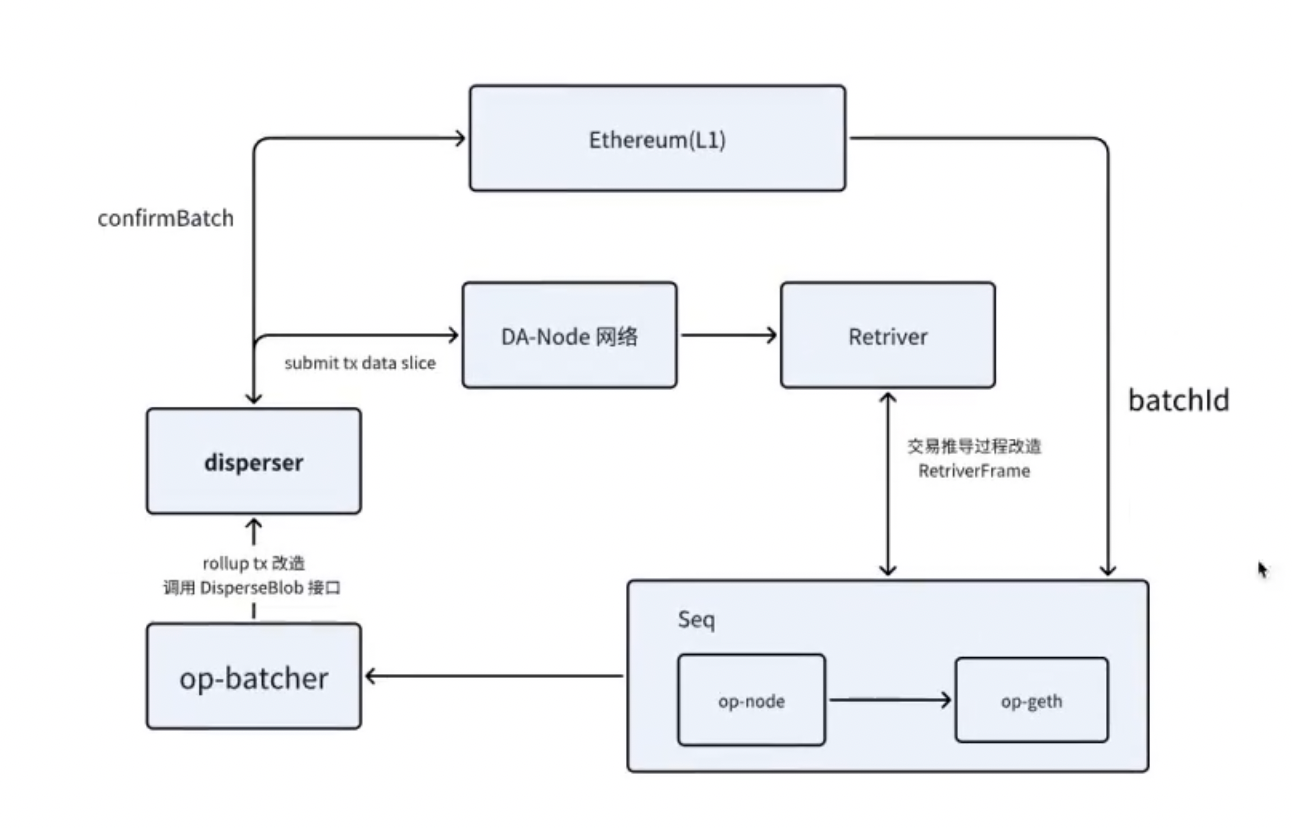 Ethereum(L1)
confirmBatch
DA-Node 网络
Retriver
submit tx data slice
batchId
disperser
交易推导过程改造
RetriverFrame
rollup tx 改造
调用 DisperseBlob 接口
Seq
op-batcher
op-node
op-geth